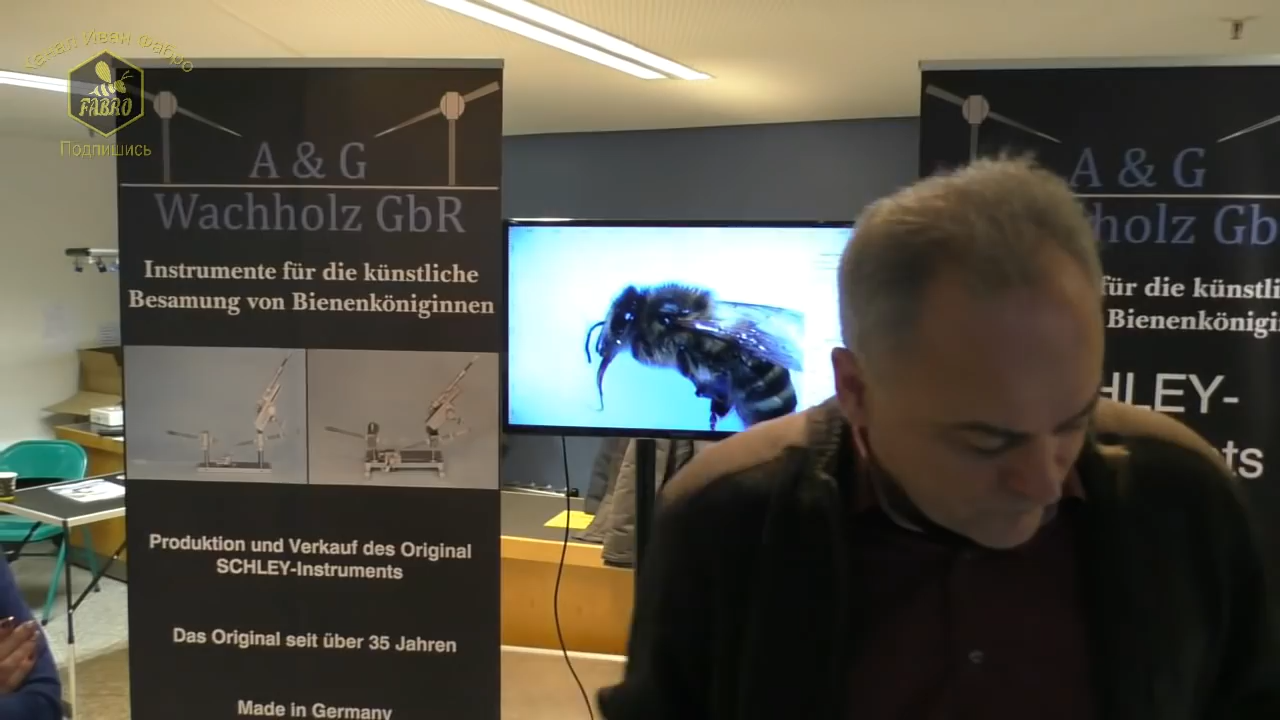 Канал Иван Фабро
FABRO
Подпишись
A & G
Wachholz GbR
Instrumente für die künstliche
Besamung von Bienenköniginnen
Produktion und Verkauf des Original
SCHLEY-Instruments
Das Original seit über 35 Jahren
Made in Germany
A & G
holz Gb
für die künstli
Bienenkönigi
HLEY-
ts